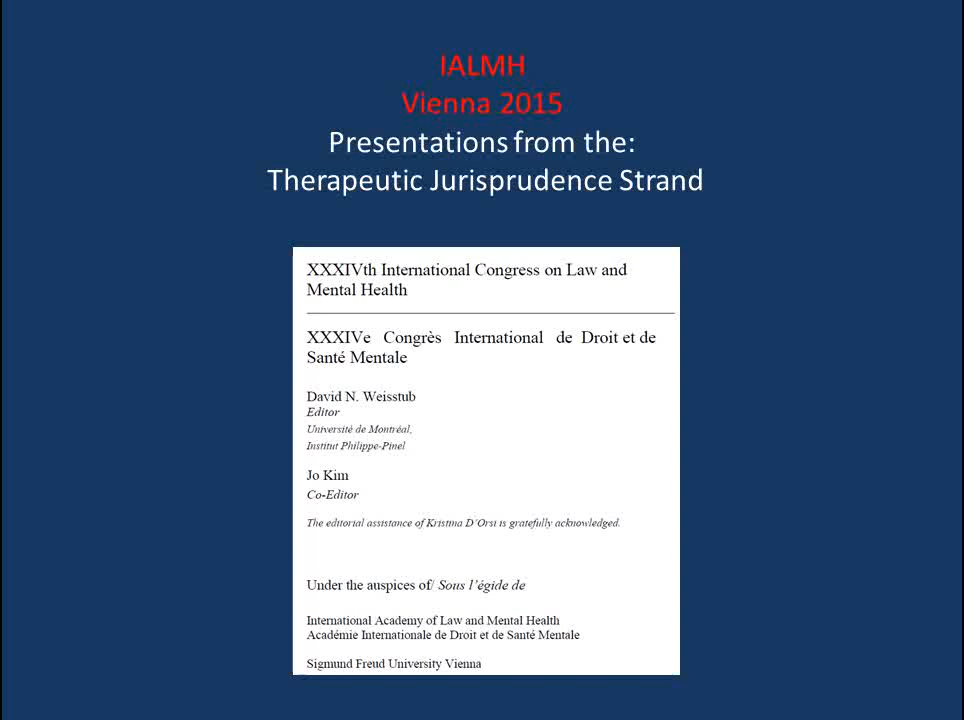 IALMH
Vienna 2015
Presentations from the:
Therapeutic Jurisprudence Strand
XXXIVth International Congress on Law and
Mental Health
XXXIVe Congrès International de Droit et de
Santé Mentale
David N. Weisstub
Editor
Université de Montréal,
Institut Philippe-Pinel
Jo Kim
Co-Editor
The editorial assistance of Kristina D'Orsi is gratefully acknowledged.
Under the auspices of/ Sous l'égide de
International Academy of Law and Mental Health
Académie Internationale de Droit et de Santé Mentale
Sigmund Freud University Vienna